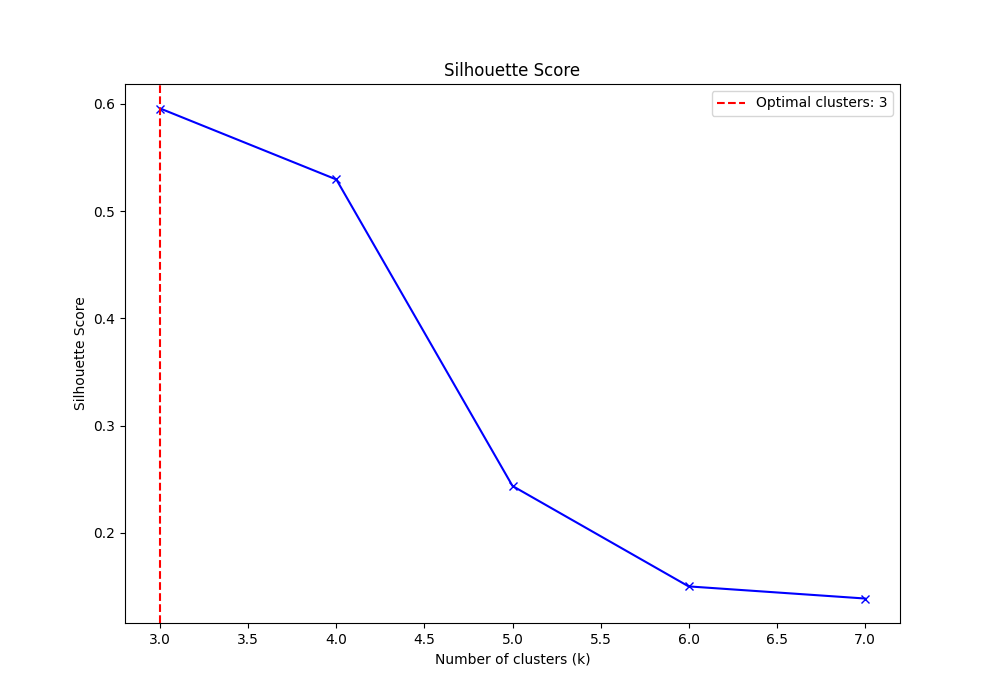 Silhouette Score
Optimal clusters: 3
0.6
0.5
0.4
0.3
0.2
Silhouette Score
3.0 3.5 4.0 4.5 5.0 5.5 6.0 6.5 7.0
Number of clusters (k)